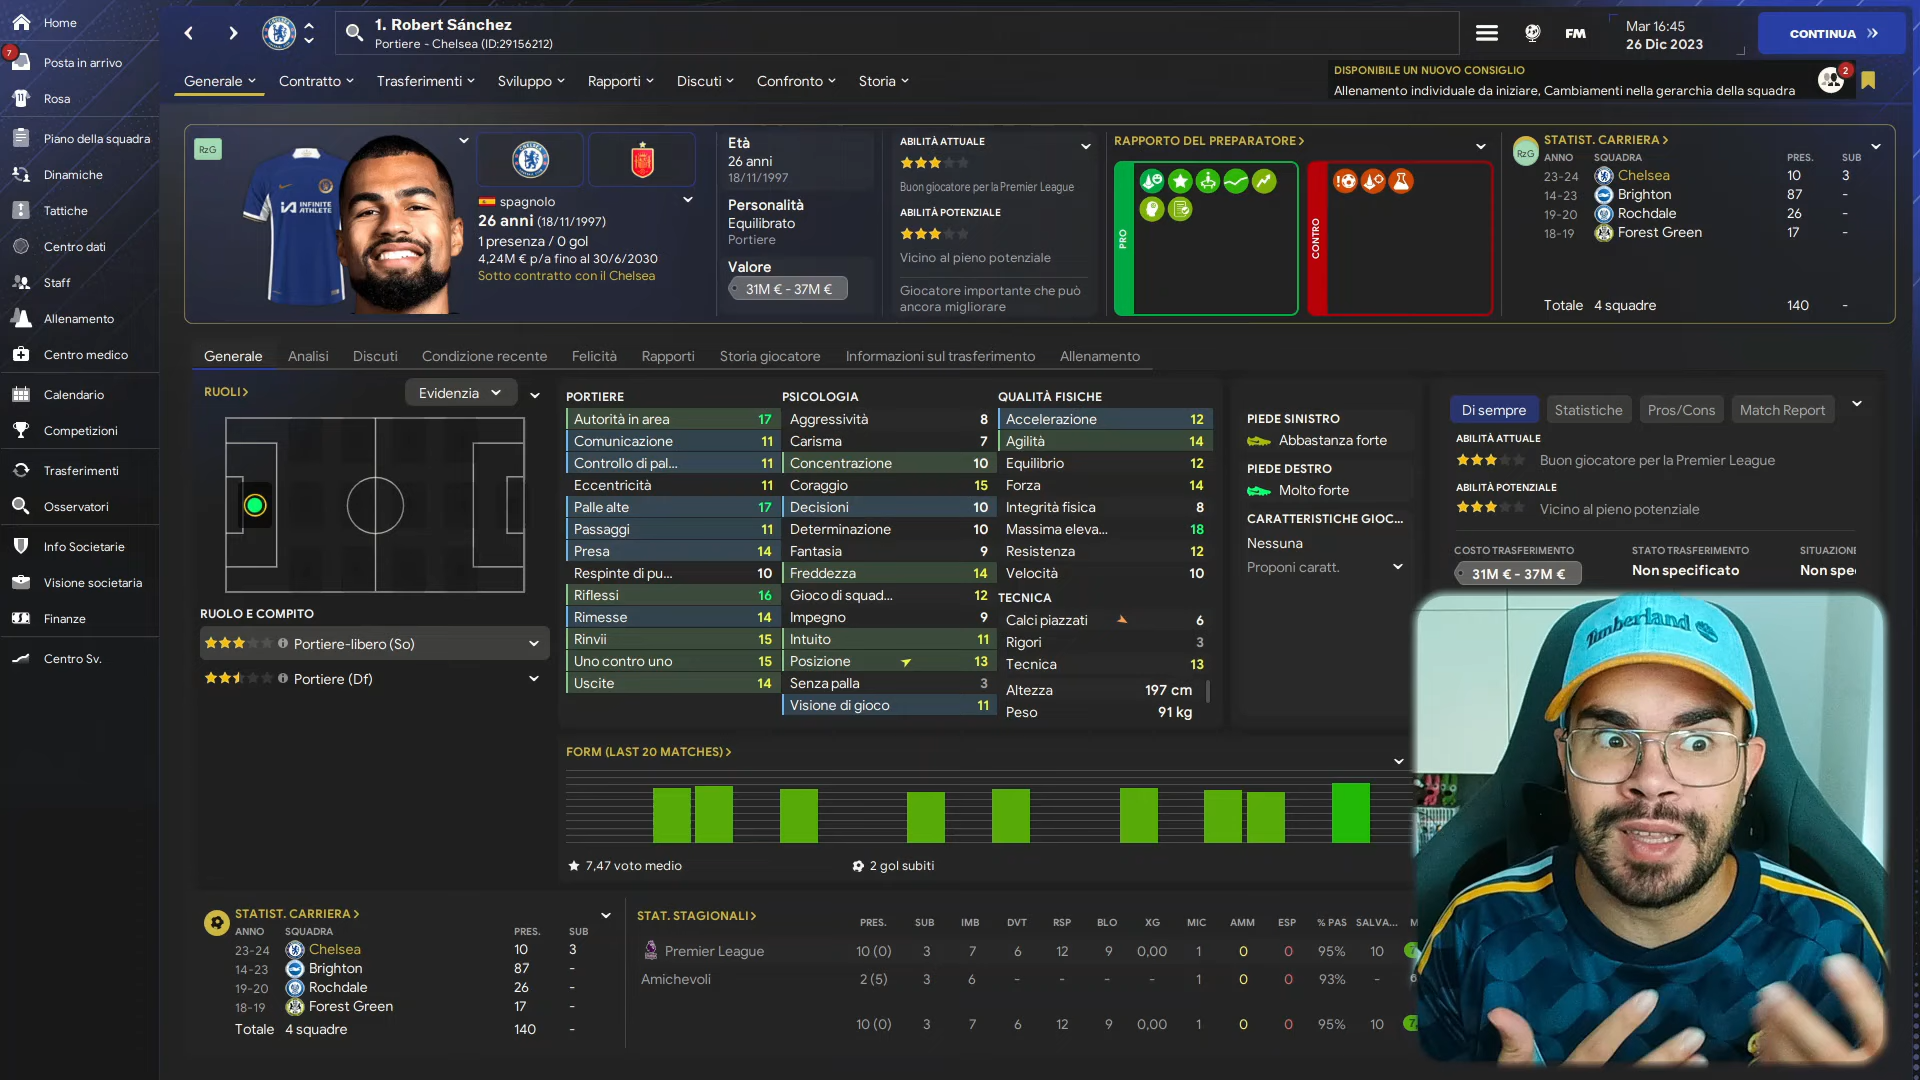 Home
7
Posta in arrivo
Rosa
Piano della squadra
Dinamiche
Tattiche
Centro dati
Staff
Allenamento
Centro medico
Calendario
Competizioni
Trasferimenti
Osservatori
Info Societarie
Visione societaria
Finanze
Centro Sv.
1. Robert Sánchez
Portiere - Chelsea (ID:29156212)
FM
Mar 16:45
26 Dic 2023
CONTINUA
Generale Contratto Trasferimenti Sviluppo Rapporti Discuti Confronto Storia
DISPONIBILE UN NUOVO CONSIGLIO
Allenamento individuale da iniziare, Cambiamenti nella gerarchia della squadra
2
RzG
INFINITE
ATHLETE
spagnolo
26 anni (18/11/1997)
1 presenza / 0 gol
4,24M € p/a fino al 30/6/2030
Sotto contratto con il Chelsea
Età
26 anni
18/11/1997
Personalità
Equilibrato
Portiere
Valore
31M € - 37M €
ABILITÀ ATTUALE
Buon giocatore per la Premier League
ABILITÀ POTENZIALE
Vicino al pieno potenziale
Giocatore importante che può
ancora migliorare
RAPPORTO DEL PREPARATORE
PRO
CONTRO
RzG
STATIST. CARRIERA
ANNO SQUADRA PRES. SUB
23-24 Chelsea 10 3
14-23 Brighton 87 -
19-20 Rochdale 26 -
18-19 Forest Green 17 -
Totale 4 squadre 140 -
Generale Analisi Discuti Condizione recente Felicità Rapporti Storia giocatore Informazioni sul trasferimento Allenamento
RUOLI
Evidenzia
RUOLO E COMPITO
Portiere-libero (So)
Portiere (Df)
PORTIERE
Autorità in area 17
Comunicazione 11
Controllo di pal... 11
Eccentricità 11
Palle alte 17
Passaggi 11
Presa 14
Respinte di pu... 10
Riflessi 16
Rimesse 14
Rinvii 15
Uno contro uno 15
Uscite 14
PSICOLOGIA
Aggressività 8
Carisma 7
Concentrazione 10
Coraggio 15
Decisioni 10
Determinazione 10
Fantasia 9
Freddezza 14
Gioco di squad... 12
Impegno 9
Intuito 11
Posizione 13
Senza palla 3
Visione di gioco 11
QUALITÀ FISICHE
Accelerazione 12
Agilità 14
Equilibrio 12
Forza 14
Integrità fisica 8
Massima eleva... 18
Resistenza 12
Velocità 10
TECNICA
Calci piazzati 6
Rigori 3
Tecnica 13
Altezza 197 cm
Peso 91 kg
PIEDE SINISTRO
Abbastanza forte
PIEDE DESTRO
Molto forte
CARATTERISTICHE GIOC...
Nessuna
Proponi caratt.
Di sempre Statistiche Pros/Cons Match Report
ABILITÀ ATTUALE
Buon giocatore per la Premier League
ABILITÀ POTENZIALE
Vicino al pieno potenziale
COSTO TRASFERIMENTO STATO TRASFERIMENTO SITUAZIONE
31M € - 37M € Non specificato Non spe
FORM (LAST 20 MATCHES)
7,47 voto medio
2 gol subiti
Timberland
STATIST. CARRIERA
ANNO SQUADRA PRES. SUB
23-24 Chelsea 10 3
14-23 Brighton 87 -
19-20 Rochdale 26 -
18-19 Forest Green 17 -
Totale 4 squadre 140 -
STAT. STAGIONALI PRES. SUB IMB DVT RSP BLO XG MIC AMM ESP % PAS SALVA... M
Premier League 10 (0) 3 7 6 12 9 0,00 1 0 0 95% 10
Amichevoli 2 (5) 3 6 - - - - 1 0 0 93% -
10 (0) 3 7 6 12 9 0,00 1 0 0 95% 10